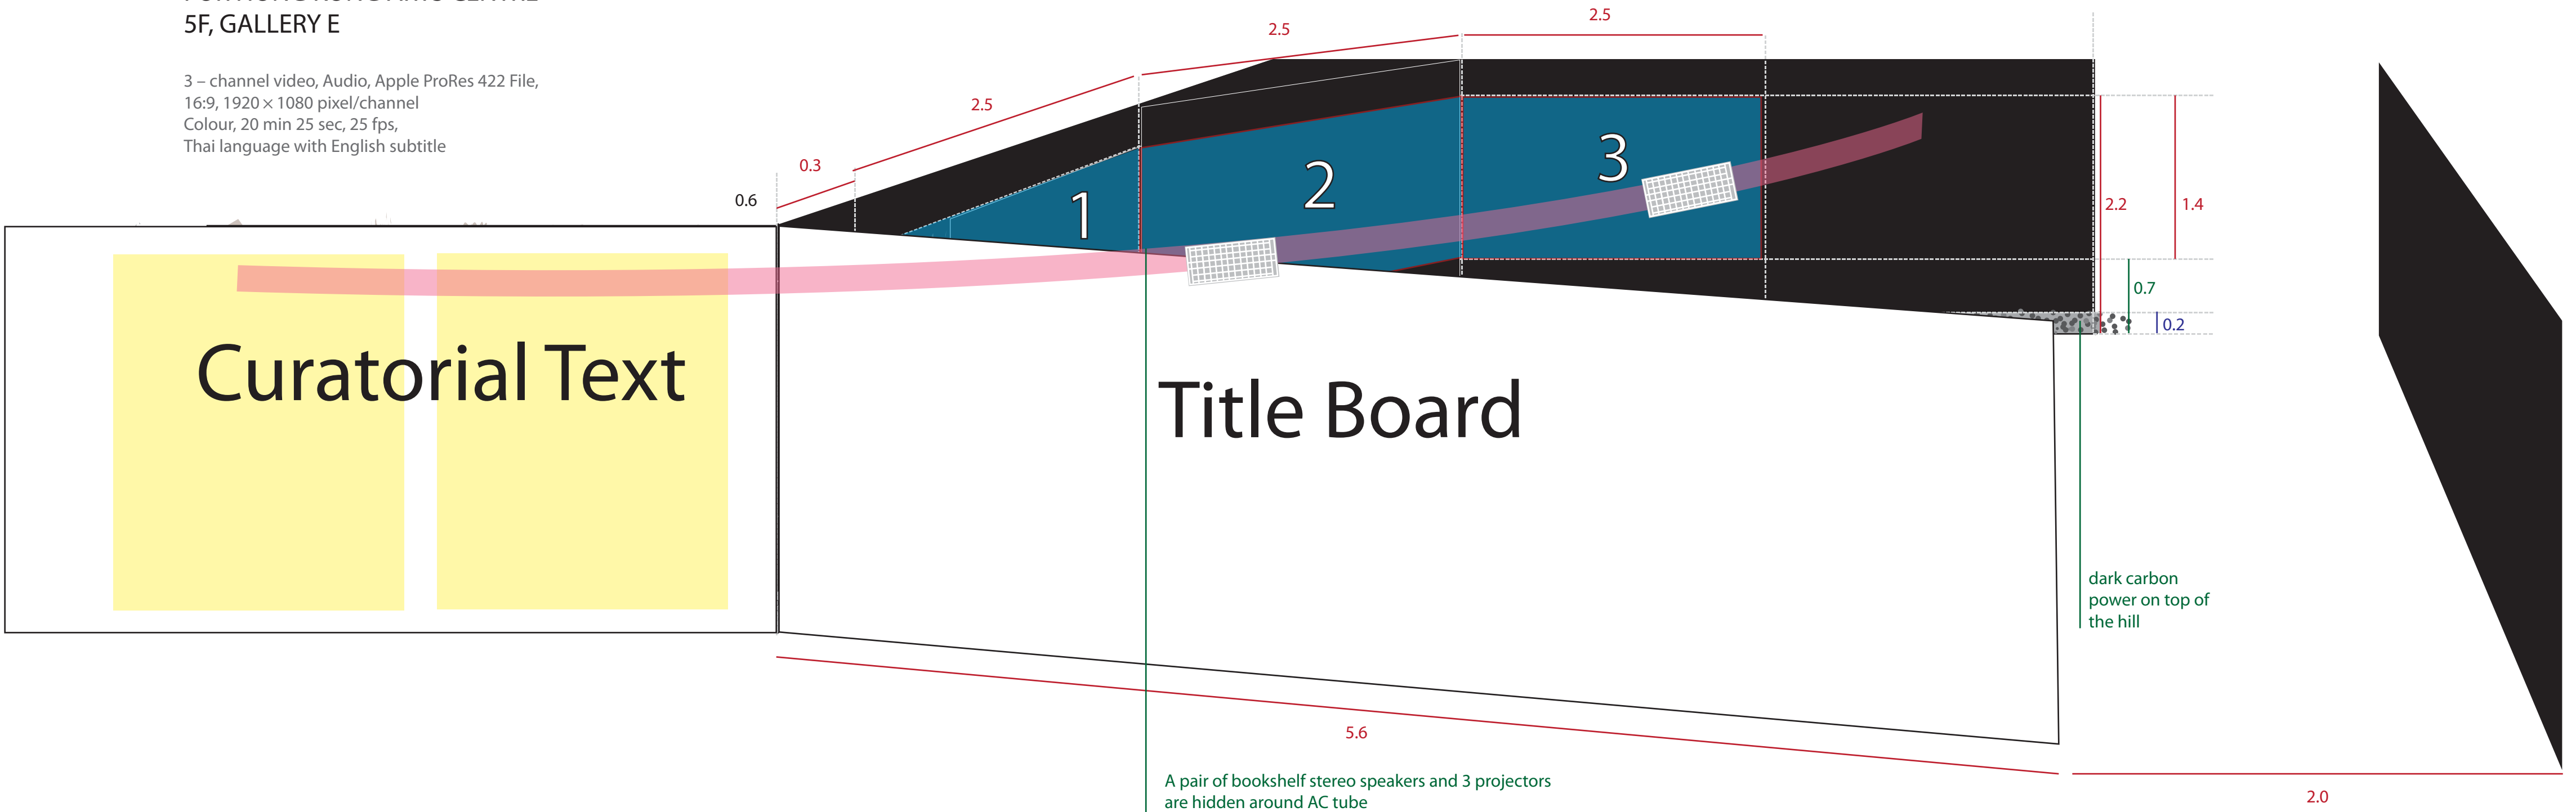 5F, GALLERY E
3 – channel video, Audio, Apple ProRes 422 File,
16:9, 1920 × 1080 pixel/channel
Colour, 20 min 25 sec, 25 fps,
Thai language with English subtitle
2.5
2.5
2.5
0.3
0.6
1
2
3
2.2
1.4
0.7
0.2
Curatorial Text
Title Board
dark carbon
power on top of
the hill
5.6
A pair of bookshelf stereo speakers and 3 projectors
are hidden around AC tube
2.0